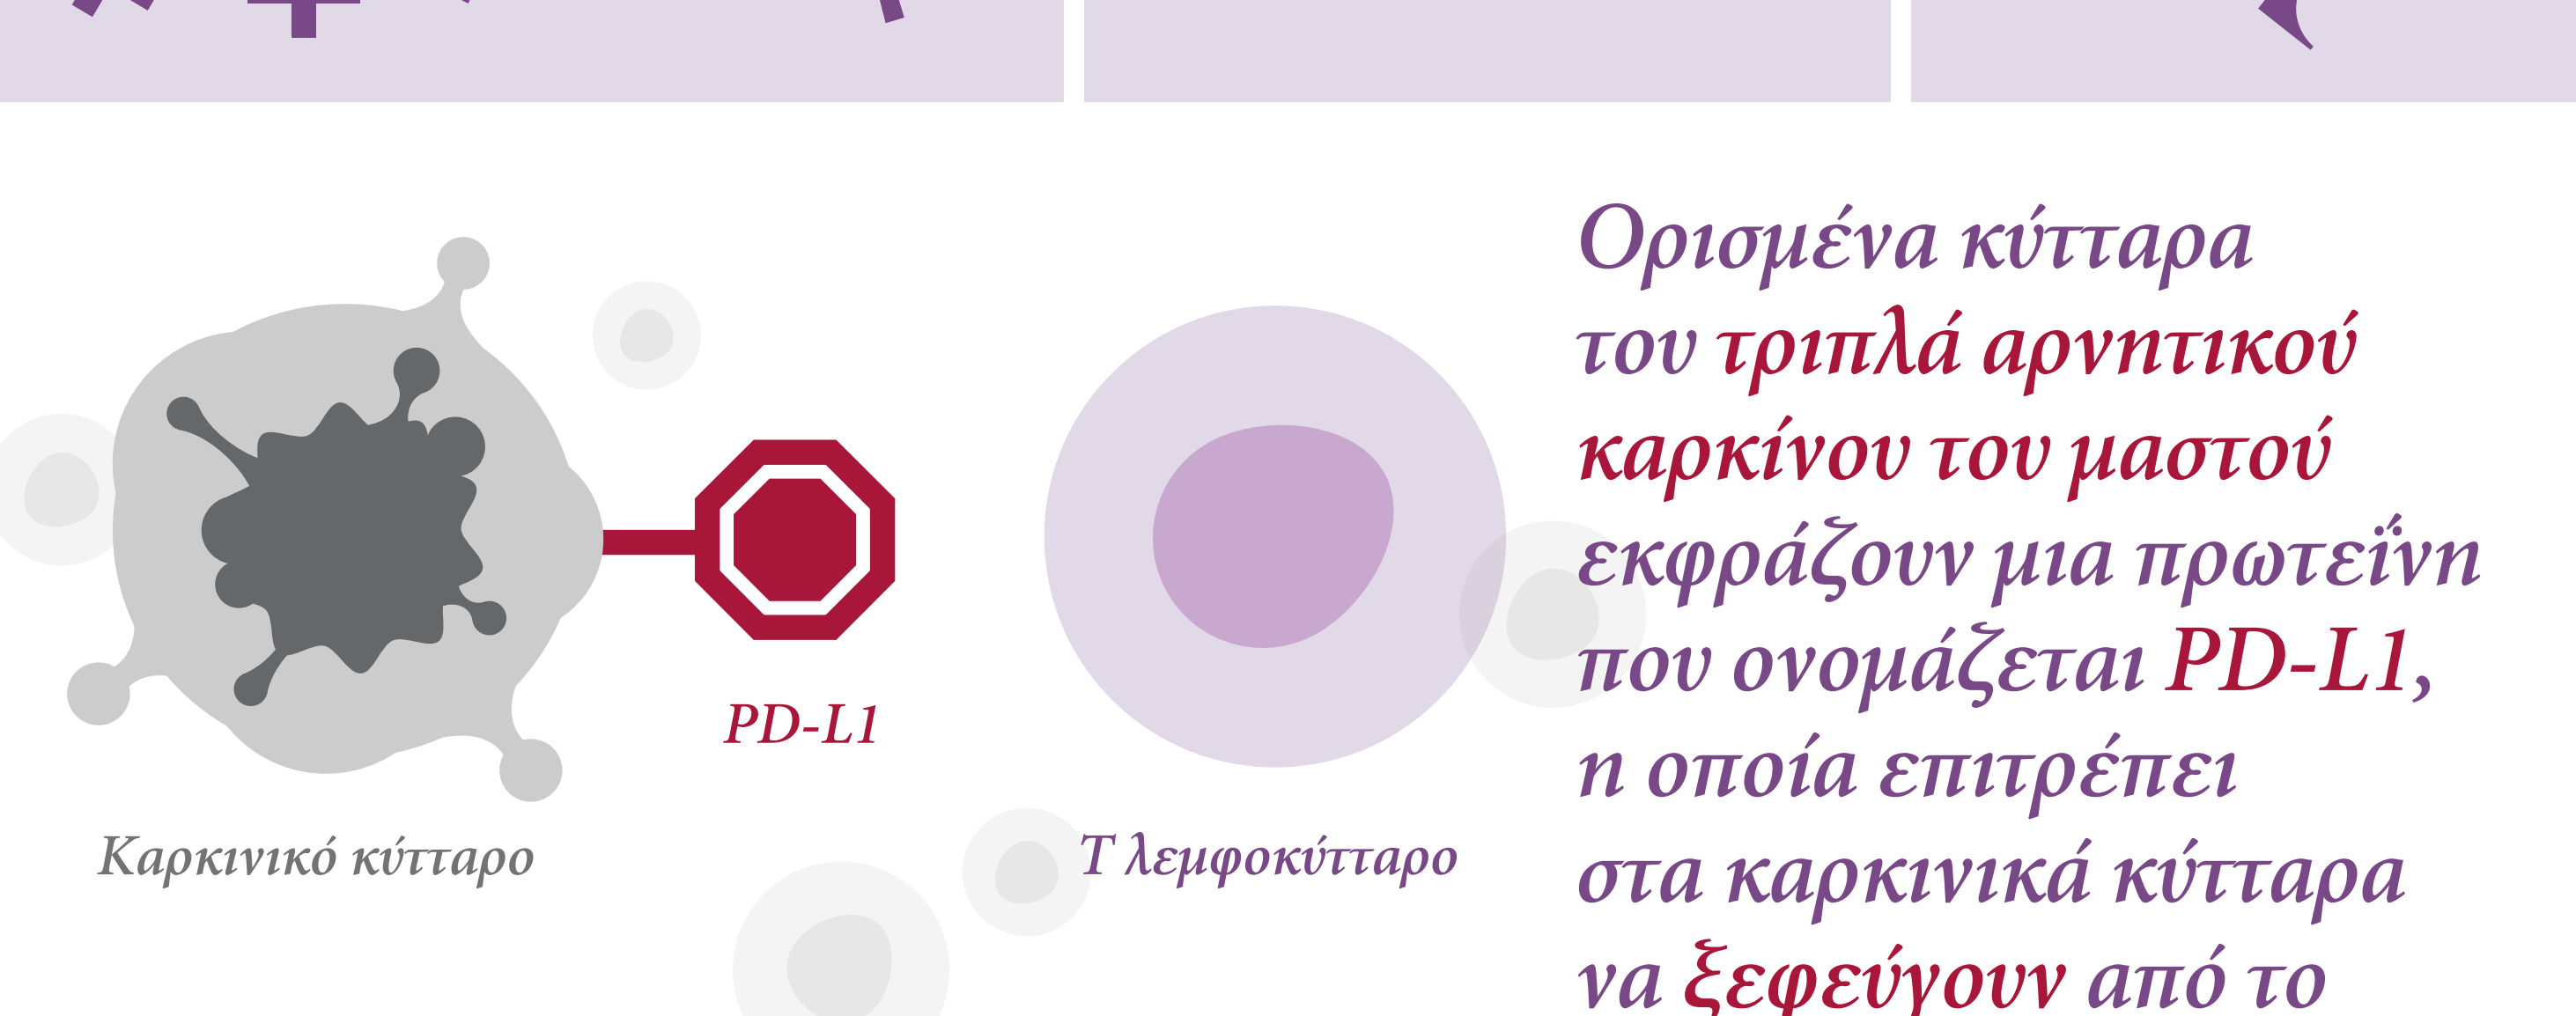 PD-L1
Καρκινικό κύτταρο
Τ λεμφοκύτταρο
Ορισμένα κύτταρα
του τριπλά αρνητικού
καρκίνου του μαστού
εκφράζουν μια πρωτεΐνη
που ονομάζεται PD-L1,
η οποία επιτρέπει
στα καρκινικά κύτταρα
να ξεφεύγουν από το